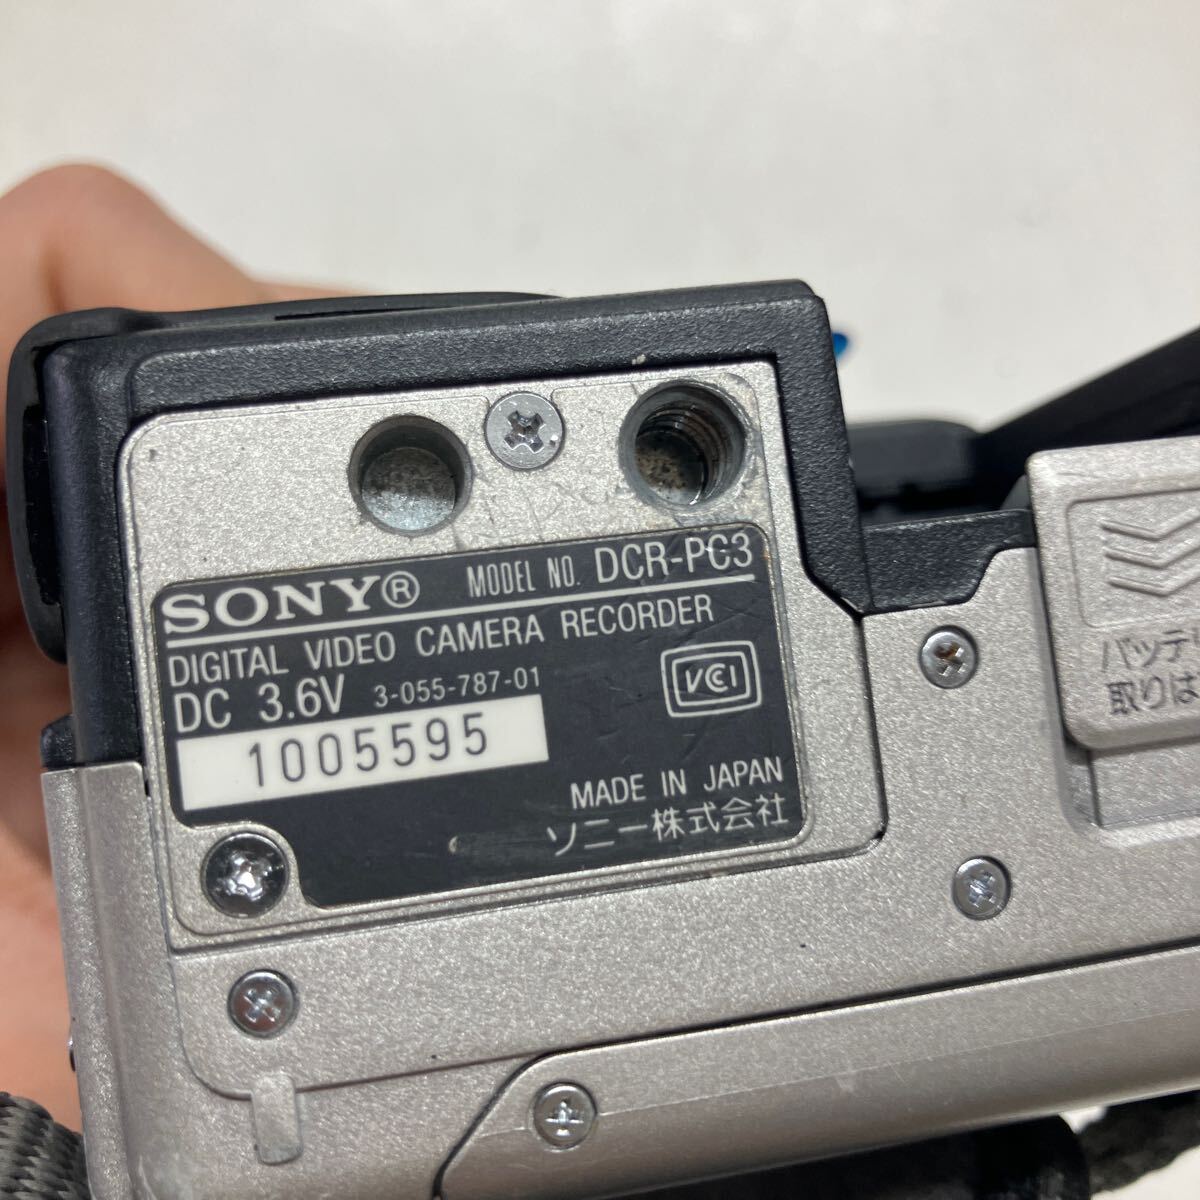 SONY® MODEL NO. DCR-PC3
DIGITAL VIDEO CAMERA RECORDER
DC 3.6V 3-055-787-01
VCCI
1005595
MADE IN JAPAN
ソニー株式会社
バッテ
取りは